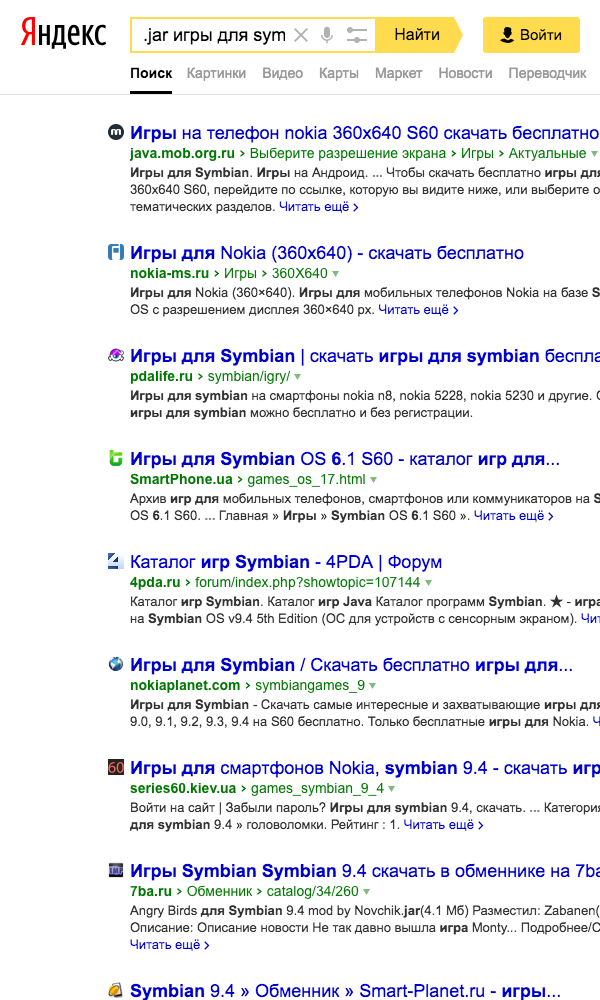 Яндекс
.jar игры для sym
Найти
Войти
Поиск Картинки Видео Карты Маркет Новости Переводчик
Игры на телефон nokia 360x640 S60 скачать бесплатно
java.mob.org.ru › Выберите разрешение экрана › Игры › Актуальные
Игры для Symbian. Игры на Андроид. ... Чтобы скачать бесплатно игры для
360x640 S60, перейдите по ссылке, которую вы видите ниже, или выберите о
тематических разделов. Читать ещё ›
Игры для Nokia (360x640) - скачать бесплатно
nokia-ms.ru › Игры › 360X640
Игры для Nokia (360×640). Игры для мобильных телефонов Nokia на базе S
OS с разрешением дисплея 360×640 px. Читать ещё ›
Игры для Symbian | скачать игры для symbian беспла
pdalife.ru › symbian/igry/
Игры для symbian на смартфоны nokia n8, nokia 5228, nokia 5230 и другие. С
игры для symbian можно бесплатно и без регистрации.
Игры для Symbian OS 6.1 S60 - каталог игр для...
SmartPhone.ua › games_os_17.html
Архив игр для мобильных телефонов, смартфонов или коммуникаторов на S
OS 6.1 S60. ... Главная » Игры » Symbian OS 6.1 S60 ». Читать ещё ›
Каталог игр Symbian - 4PDA | Форум
4pda.ru › forum/index.php?showtopic=107144
Каталог игр Symbian. Каталог игр Java Каталог программ Symbian. ★ - игра
на Symbian OS v9.4 5th Edition (ОС для устройств с сенсорным экраном). Чит
Игры для Symbian / Скачать бесплатно игры для...
nokiaplanet.com › symbiangames_9
Игры для Symbian - Скачать самые интересные и захватывающие игры для
9.0, 9.1, 9.2, 9.3, 9.4 на S60 бесплатно. Только бесплатные игры для Nokia. Ч
60
Игры для смартфонов Nokia, symbian 9.4 - скачать игр
series60.kiev.ua › games_symbian_9_4
Войти на сайт | Забыли пароль? Игры для symbian 9.4, скачать. ... Категория
для symbian 9.4 » головоломки. Рейтинг : 1. Читать ещё ›
Игры Symbian Symbian 9.4 скачать в обменнике на 7ba
7ba.ru › Обменник › catalog/34/260
Angry Birds для Symbian 9.4 mod by Novchik.jar(4.1 Мб) Разместил: Zabanen(
Описание: Описание новости Не так давно вышла игра Monty... Подробнее/С
Читать ещё ›
Symbian 9.4 » Обменник » Smart-Planet.ru - игры...